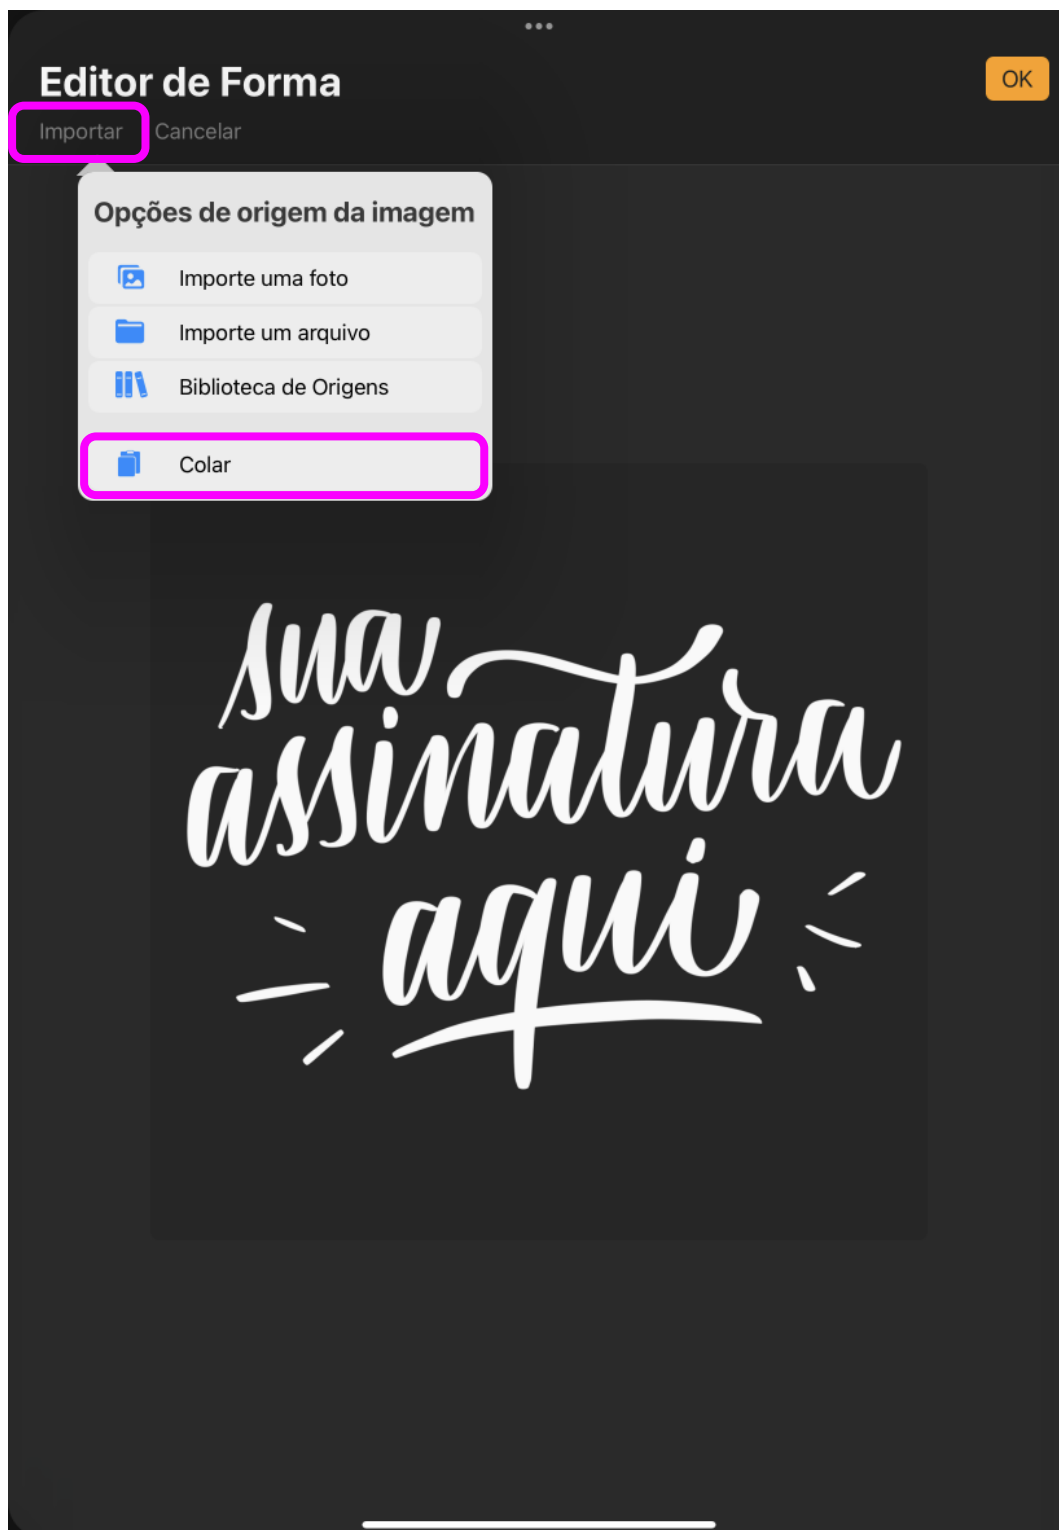 Editor de Forma
OK
Importar Cancelar
Opções de origem da imagem
Importe uma foto
Importe um arquivo
Biblioteca de Origens
Colar
sua
assinatura
aqui